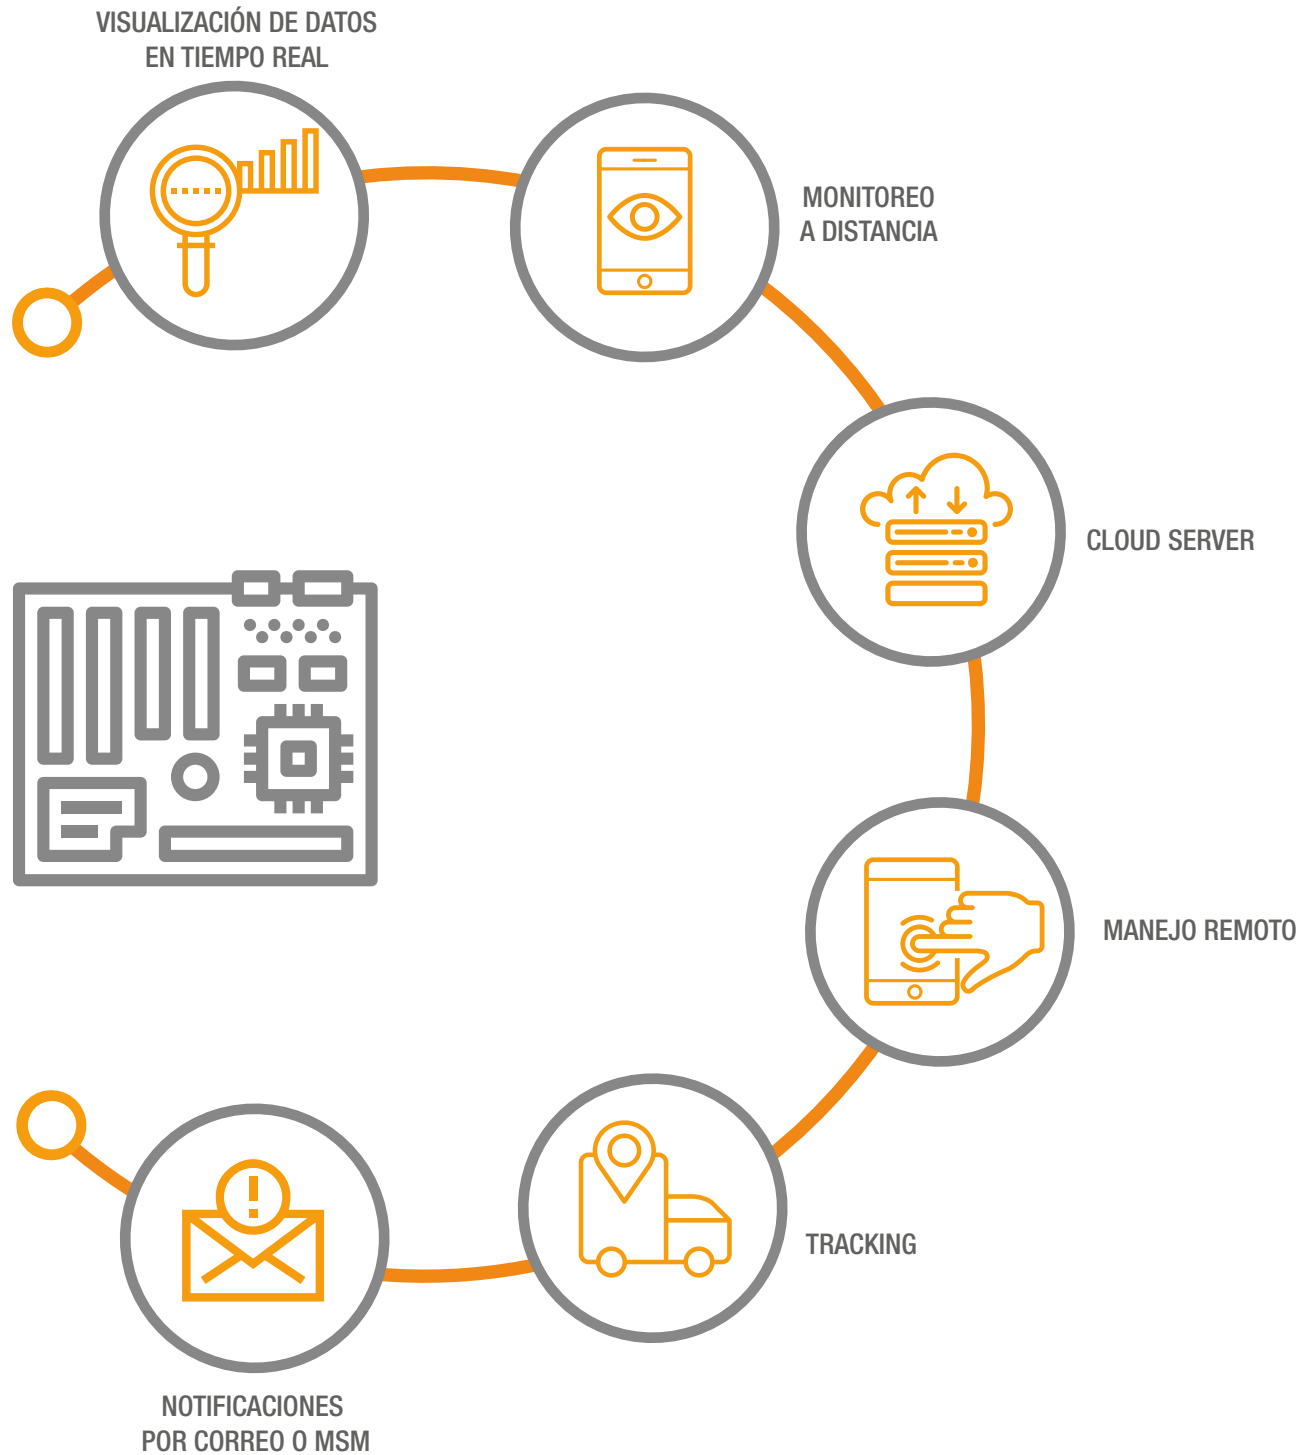 VISUALIZACIÓN DE DATOS
EN TIEMPO REAL
MONITOREO
A DISTANCIA
CLOUD SERVER
MANEJO REMOTO
TRACKING
NOTIFICACIONES
POR CORREO O MSM